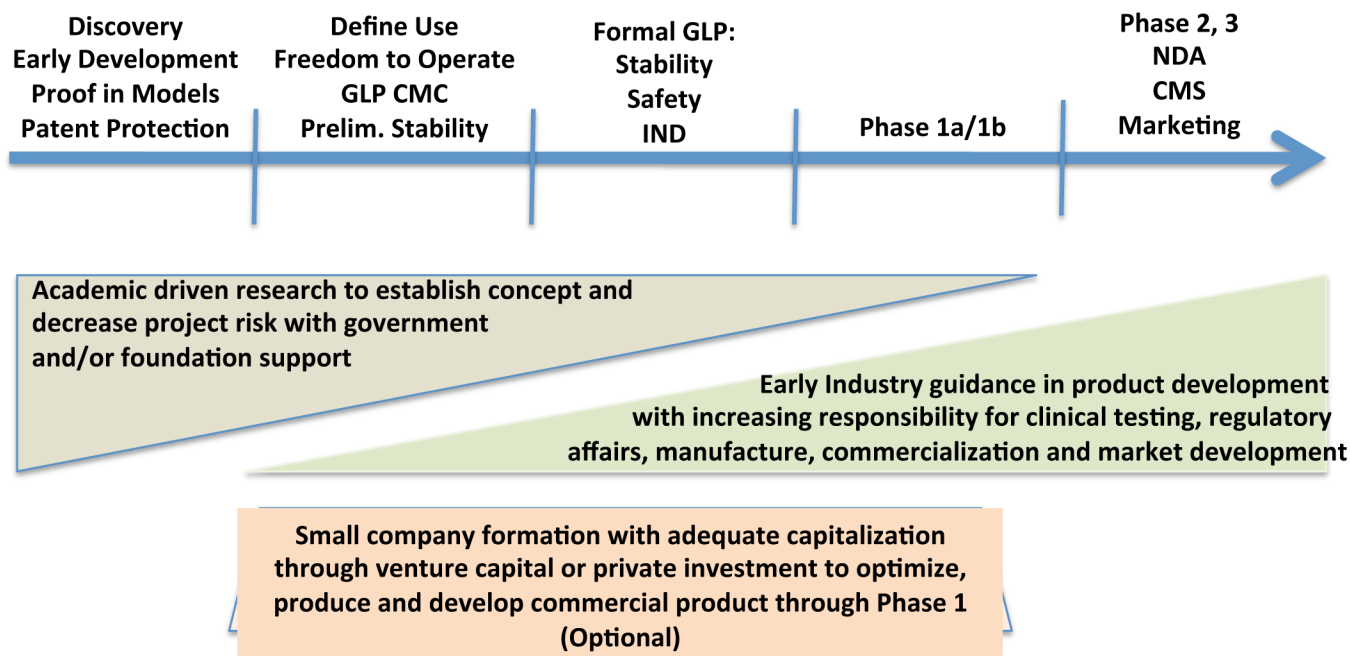 Discovery
Early Development
Proof in Models
Patent Protection
Define Use
Freedom to Operate
GLP CMC
Prelim. Stability
Formal GLP:
Stability
Safety
IND
Phase 1a/1b
Phase 2, 3
NDA
CMS
Marketing
Academic driven research to establish concept and
decrease project risk with government
and/or foundation support
Early Industry guidance in product development
with increasing responsibility for clinical testing, regulatory
affairs, manufacture, commercialization and market development
Small company formation with adequate capitalization
through venture capital or private investment to optimize,
produce and develop commercial product through Phase 1
(Optional)